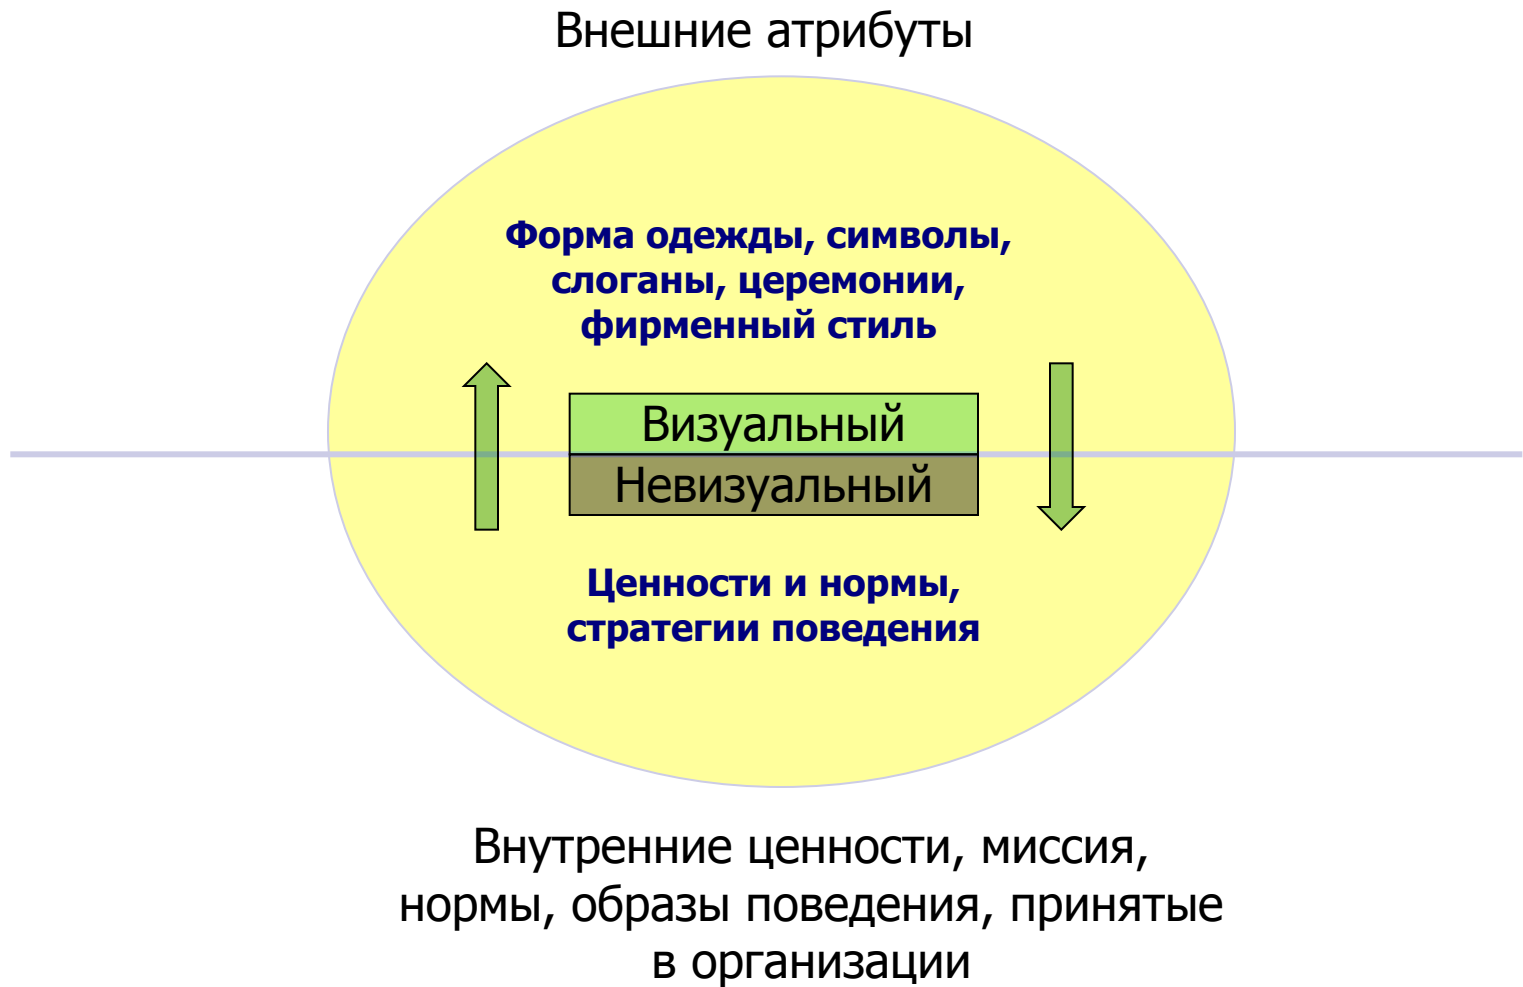 Внешние атрибуты
Форма одежды, символы,
слоганы, церемонии,
фирменный стиль
Визуальный
Невизуальный
Ценности и нормы,
стратегии поведения
Внутренние ценности, миссия,
нормы, образы поведения, принятые
в организации